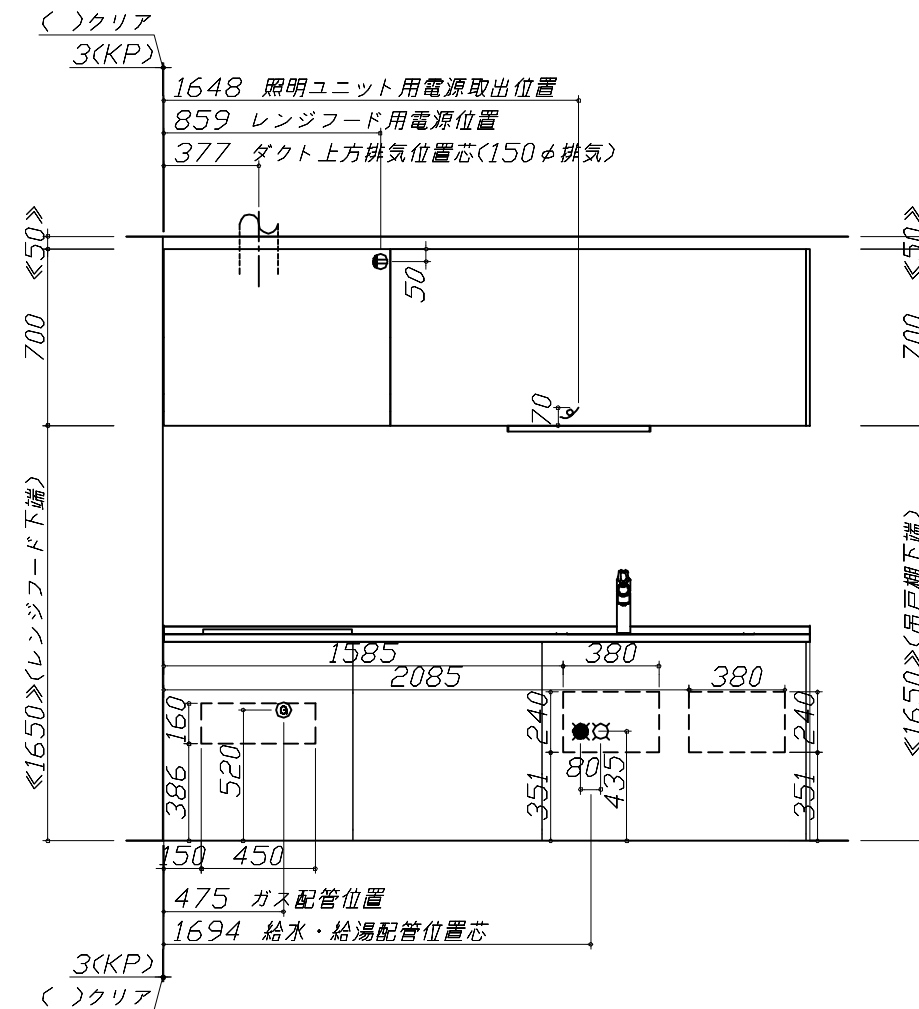 ( )クリア
3(KP)
1648 照明ユニット用電源取出位置
859 レンジフード用電源位置
377 ダクト上方排気位置芯(150φ排気)
≪50≫
≪50≫
50
700
700
70
≪1650≫(レンジフード下端)
≪1650≫(吊戸棚下端)
1585
380
2085
380
160
G
240
240
520
386
80
435
351
351
150
450
475 ガス配管位置
1694 給水・給湯配管位置芯
3(KP)
( )クリア